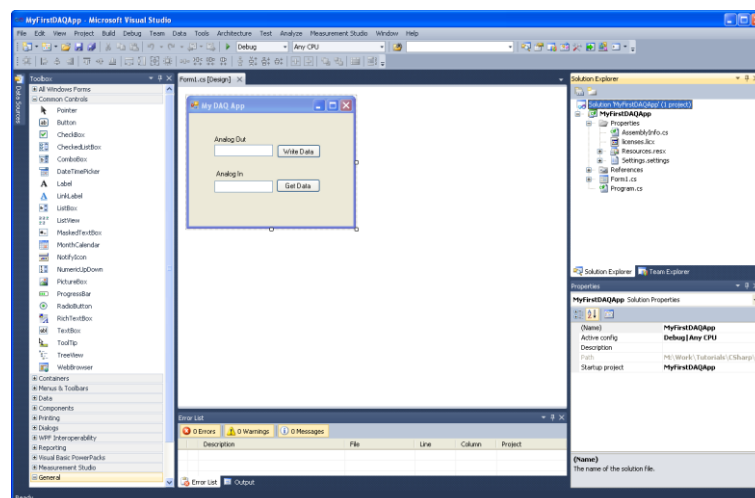 MyFirstDAQApp - Microsoft Visual Studio
File Edit View Project Build Debug Team Data Tools Architecture Test Analyze Measurement Studio Window Help
Debug Any CPU
Data Sources
Toolbox
All Windows Forms
Common Controls
Pointer
Button
CheckBox
CheckedListBox
ComboBox
DateTimePicker
Label
LinkLabel
ListBox
ListView
MaskedTextBox
MonthCalendar
NotifyIcon
NumericUpDown
PictureBox
ProgressBar
RadioButton
RichTextBox
TextBox
ToolTip
TreeView
WebBrowser
Containers
Menus & Toolbars
Data
Components
Printing
Dialogs
WPF Interoperability
Reporting
Visual Basic PowerPacks
Measurement Studio
General
Form1.cs [Design]
My DAQ App
Analog Out
Write Data
Analog In
Get Data
Error List
0 Errors 0 Warnings 0 Messages
Description File Line Column Project
Error List Output
Solution Explorer
Solution 'MyFirstDAQApp' (1 project)
MyFirstDAQApp
Properties
AssemblyInfo.cs
licenses.licx
Resources.resx
Settings.settings
References
Form1.cs
Program.cs
Solution Explorer Team Explorer
Properties
MyFirstDAQApp Solution Properties
(Name) MyFirstDAQApp
Active config Debug|Any CPU
Description
Path M:\Work\Tutorials\CSharp\
Startup project MyFirstDAQApp
(Name)
The name of the solution file.
Ready